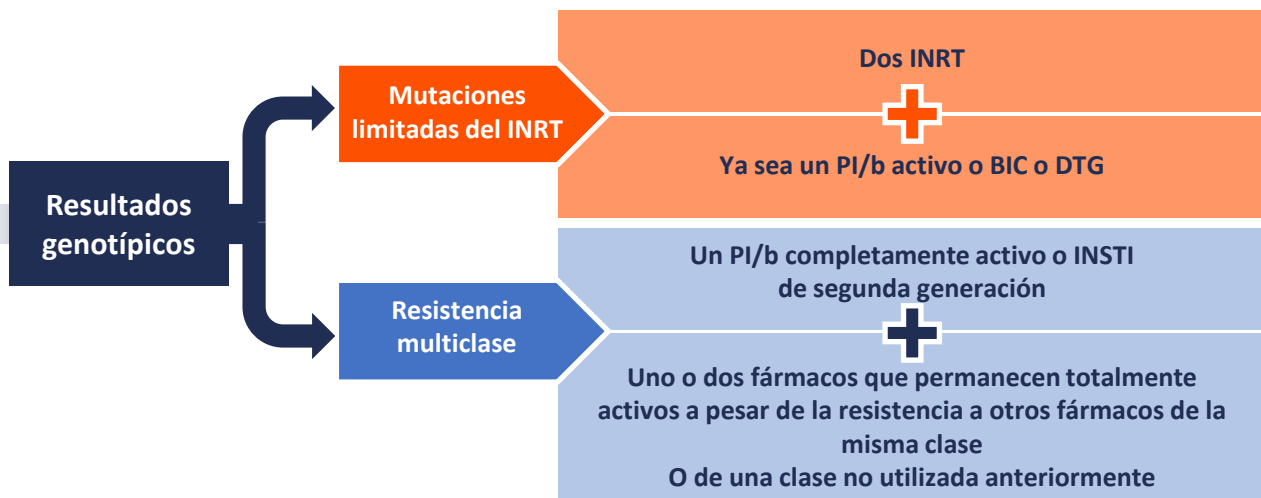 Resultados
genotípicos
Mutaciones
limitadas del INRT
Dos INRT
Ya sea un PI/b activo o BIC o DTG
Resistencia
multiclase
Un PI/b completamente activo o INSTI
de segunda generación
Uno o dos fármacos que permanecen totalmente
activos a pesar de la resistencia a otros fármacos de la
misma clase
O de una clase no utilizada anteriormente